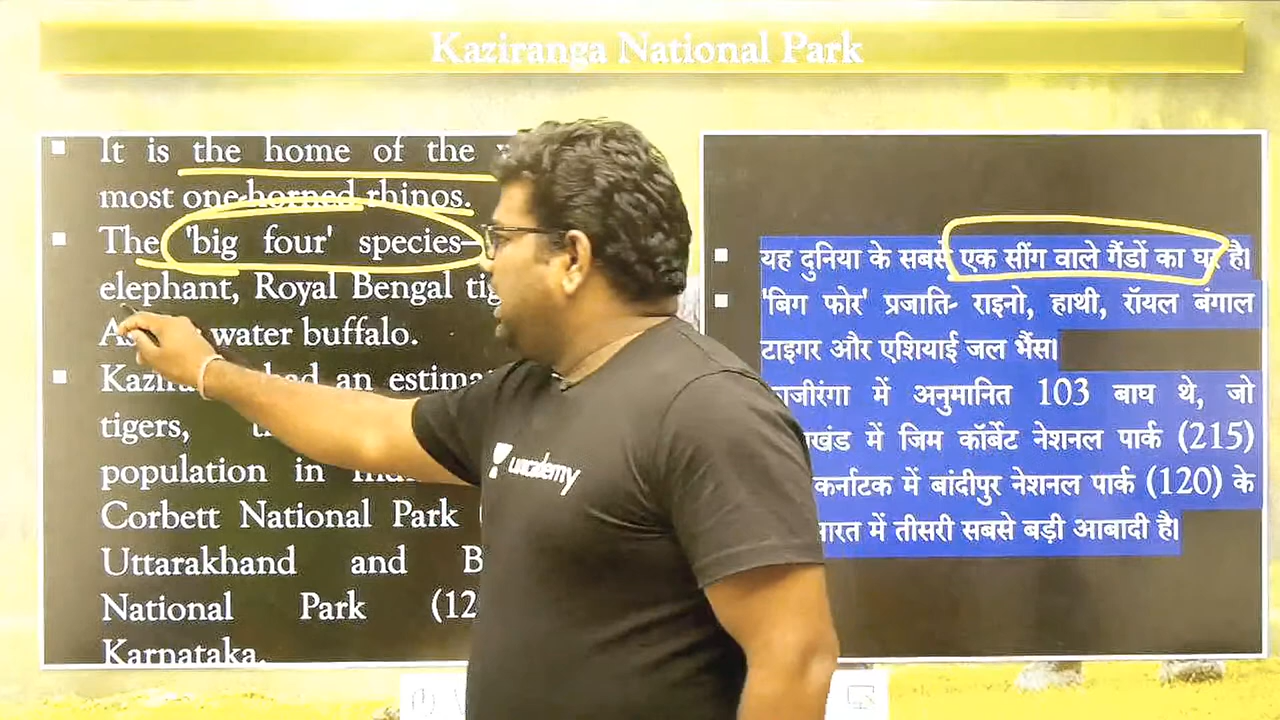 Kaziranga National Park
It is the home of the
most one-horned rhinos.
The 'big four' species–
elephant, Royal Bengal
water buffalo.
had an estima
tigers,
population in
Corbett National Park
Uttarakhand and
National Park (12
Karnataka.
यह दुनिया के सबसे एक सींग वाले गैंडों का घर है।
'बिग फोर' प्रजाति- राइनो, हाथी, रॉयल बंगाल
टाइगर और एशियाई जल भैंस।
में अनुमानित 103 बाघ थे, जो
में जिम कॉर्बेट नेशनल पार्क (215)
कर्नाटक में बांदीपुर नेशनल पार्क (120) के
में तीसरी सबसे बड़ी आबादी है।
unacademy